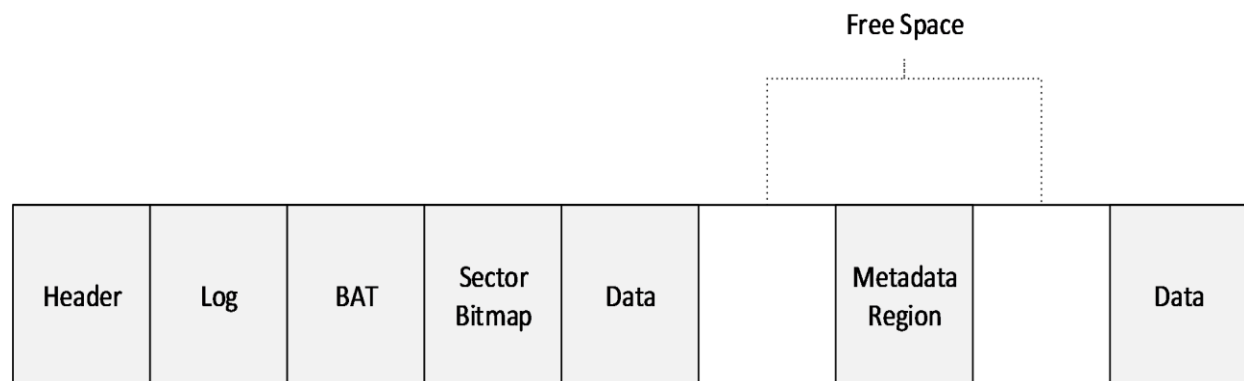 Free Space
Header
Log
BAT
Sector
Bitmap
Data
Metadata
Region
Data